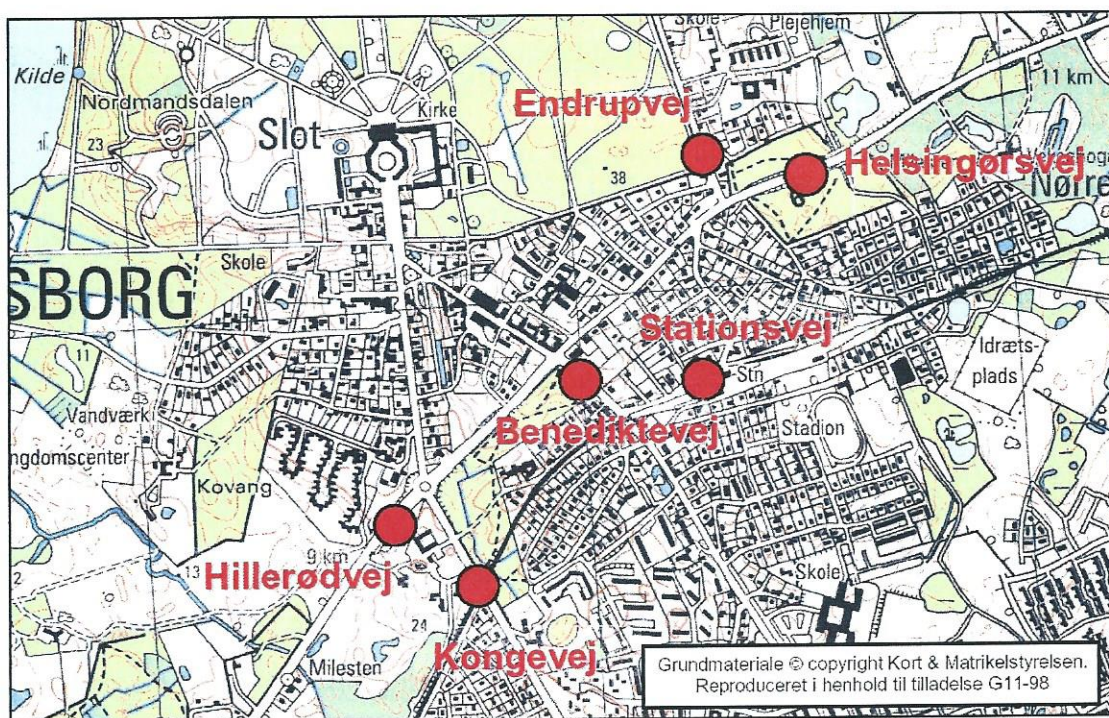 Skole
Plejehjem
Kilde
11 km
Nordmandsdalen
Kirke
Endrupvej
Slot
23
38
Helsingørsvej
Nørre
Skole
SBORG
Stationsvej
11
Stn
Idræts-
plads
Vandværk
Benediktevej
Stadion
ngdomscenter
Kovang
9 km
13
Hillerødvej
Skole
2
24
Kongevej
Milesten
Grundmateriale © copyright Kort & Matrikelstyrelsen.
Reproduceret i henhold til tilladelse G11-98